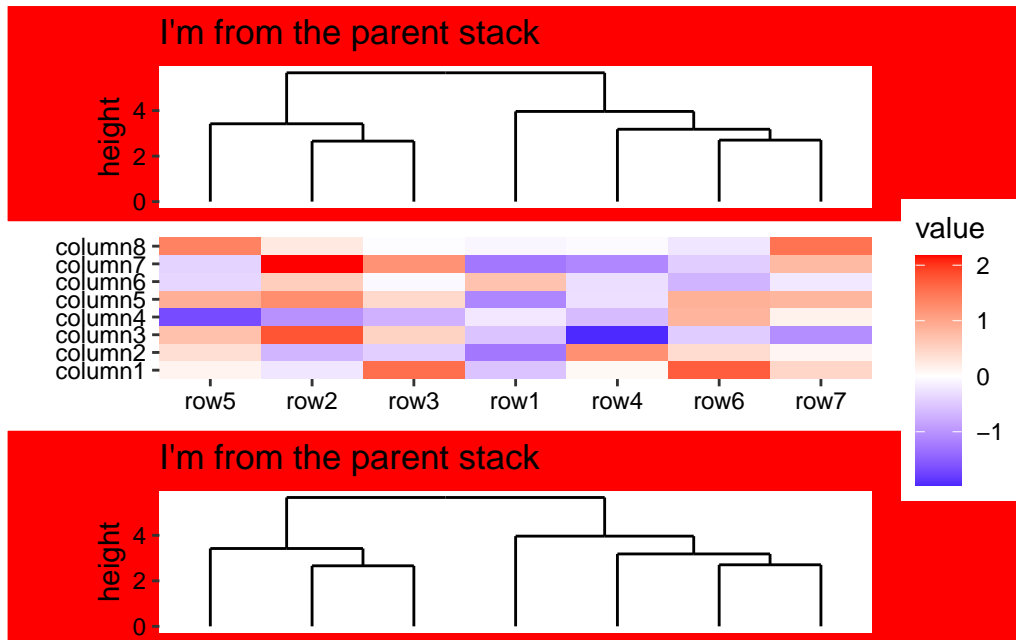 I'm from the parent stack
height
4
2
0
column8
column7
column6
column5
column4
column3
column2
column1
row5 row2 row3 row1 row4 row6 row7
value
2
1
0
−1
I'm from the parent stack
height
4
2
0